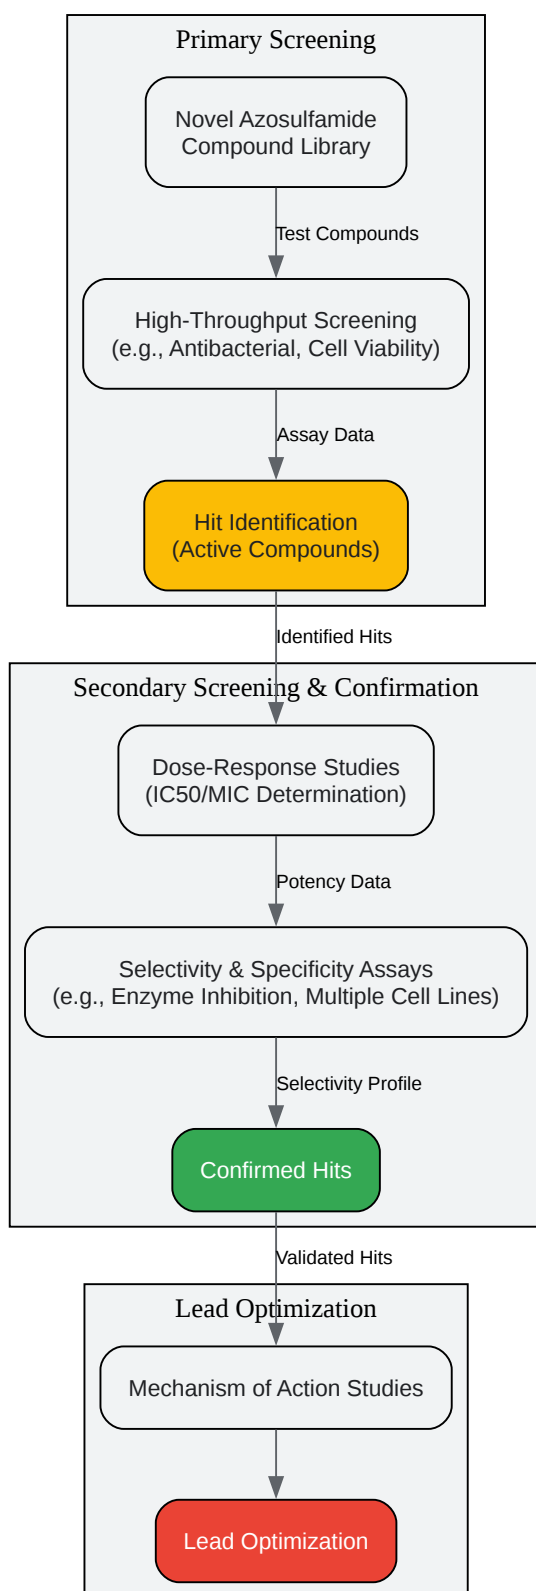 Primary Screening
Novel Azosulfamide
Compound Library
Test Compounds
High-Throughput Screening
(e.g., Antibacterial, Cell Viability)
Assay Data
Hit Identification
(Active Compounds)
Identified Hits
Secondary Screening & Confirmation
Dose-Response Studies
(IC50/MIC Determination)
Potency Data
Selectivity & Specificity Assays
(e.g., Enzyme Inhibition, Multiple Cell Lines)
Selectivity Profile
Confirmed Hits
Validated Hits
Lead Optimization
Mechanism of Action Studies
Lead Optimization